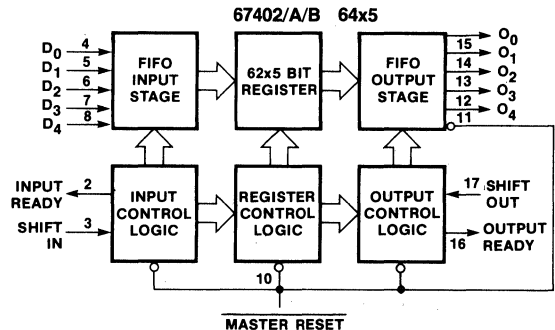 67402/A/B 64x5
D0 4
D1 5
D2 6
D3 7
D4 8
FIFO
INPUT
STAGE
62x5 BIT
REGISTER
FIFO
OUTPUT
STAGE
O0
15 O1
14 O2
13 O3
12 O4
11
INPUT
READY
2
SHIFT
IN
3
INPUT
CONTROL
LOGIC
REGISTER
CONTROL
LOGIC
OUTPUT
CONTROL
LOGIC
17 SHIFT
OUT
16 OUTPUT
READY
10
MASTER RESET